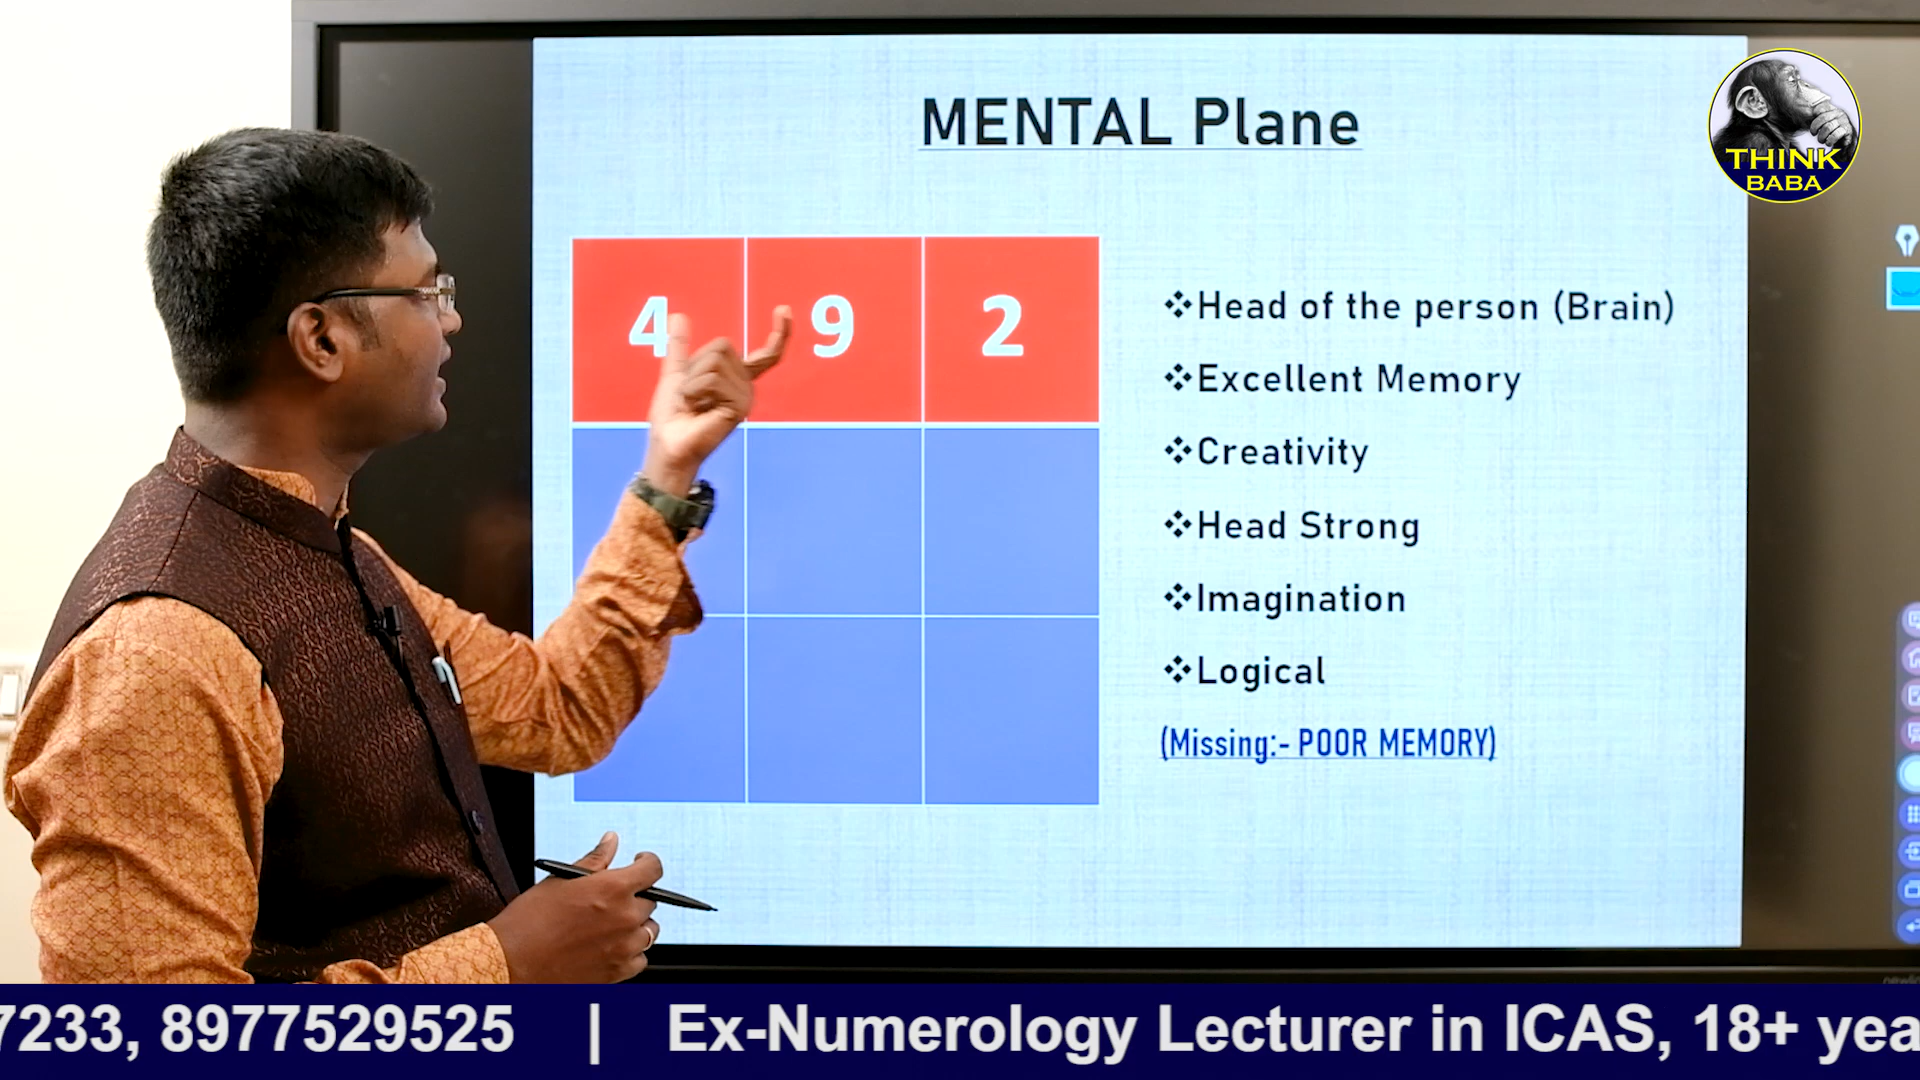 MENTAL Plane
THINK
BABA
4 9 2
❖Head of the person (Brain)
❖Excellent Memory
❖Creativity
❖Head Strong
❖Imagination
❖Logical
(Missing:- POOR MEMORY)
7233, 8977529525 | Ex-Numerology Lecturer in ICAS, 18+ yea